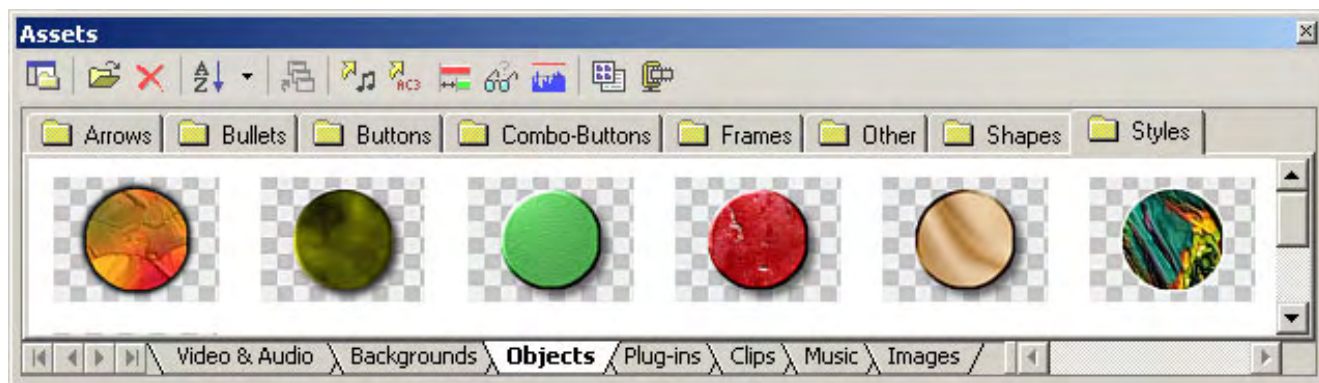 Assets
A Z AC3
Arrows Bullets Buttons Combo-Buttons Frames Other Shapes Styles
Video & Audio Backgrounds Objects Plug-ins Clips Music Images